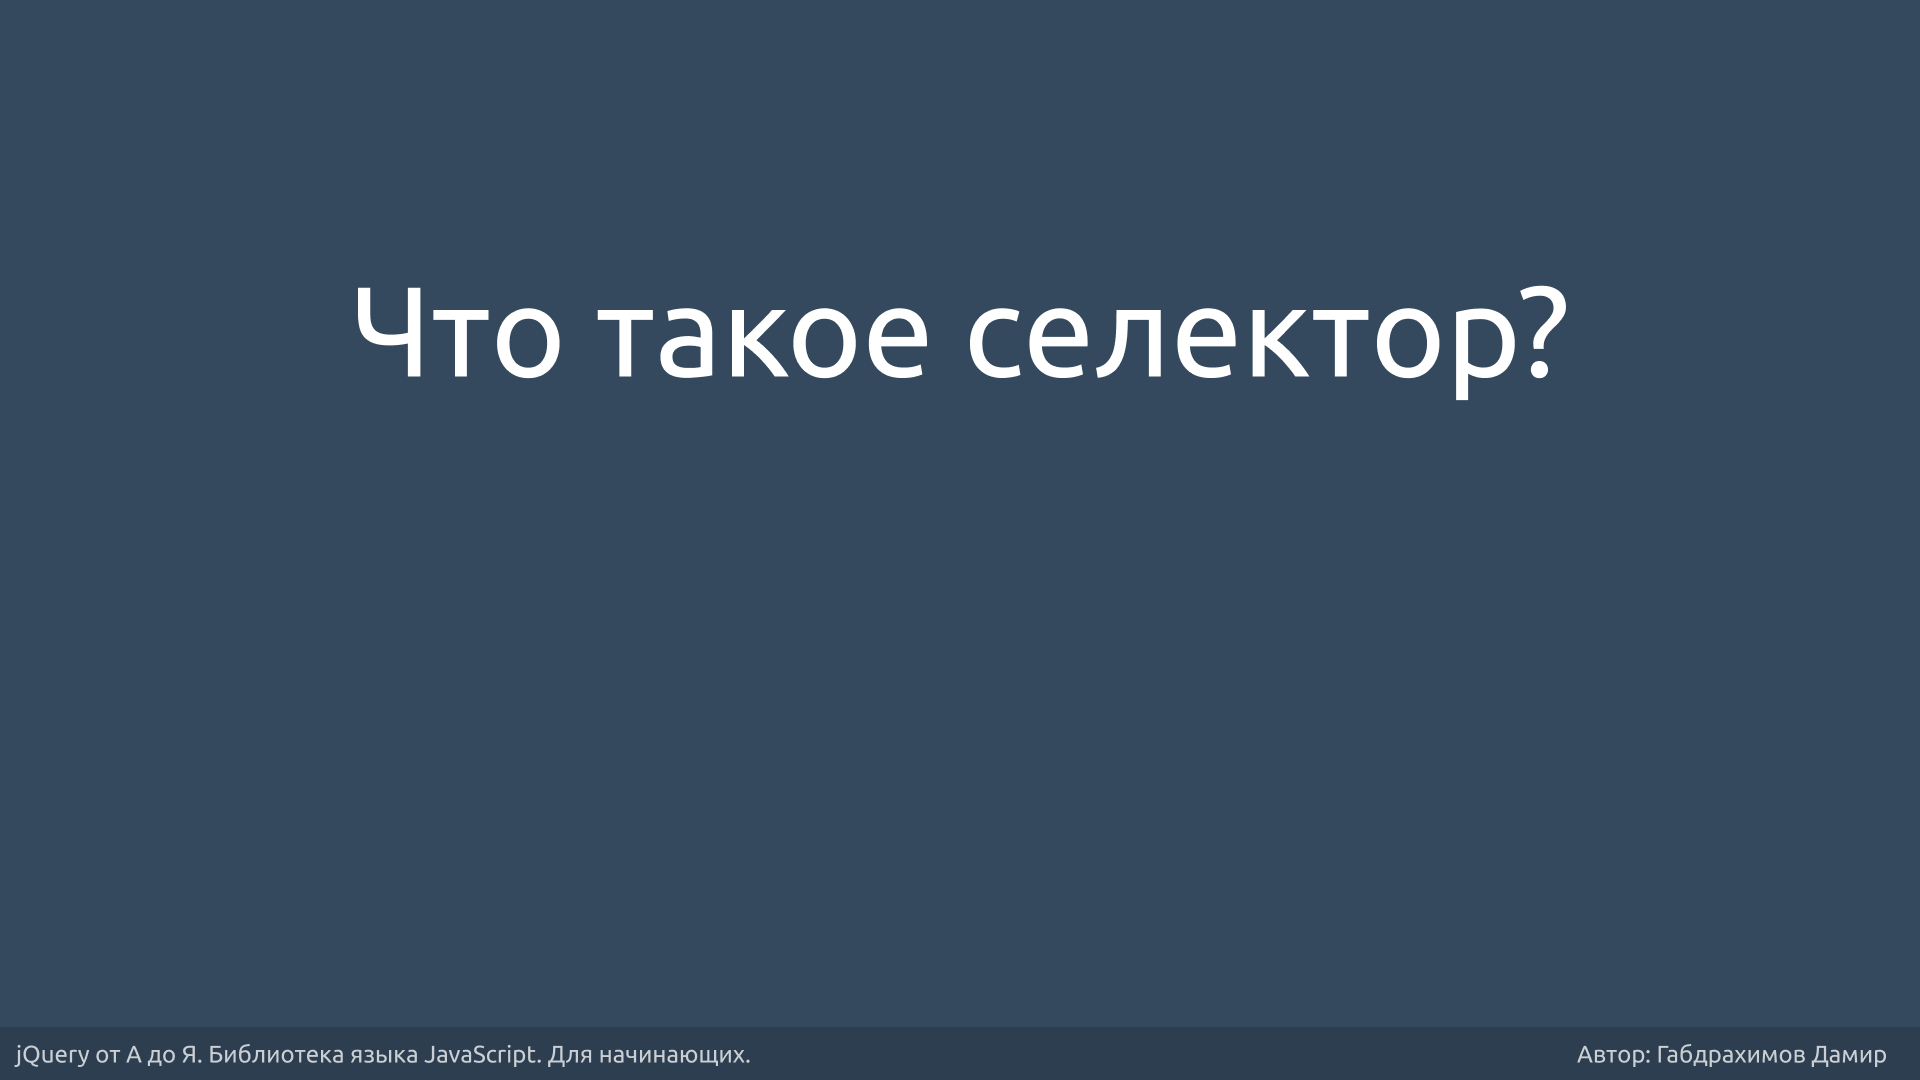 Что такое селектор?
jQuery от А до Я. Библиотека языка JavaScript. Для начинающих.
Автор: Габдрахимов Дамир